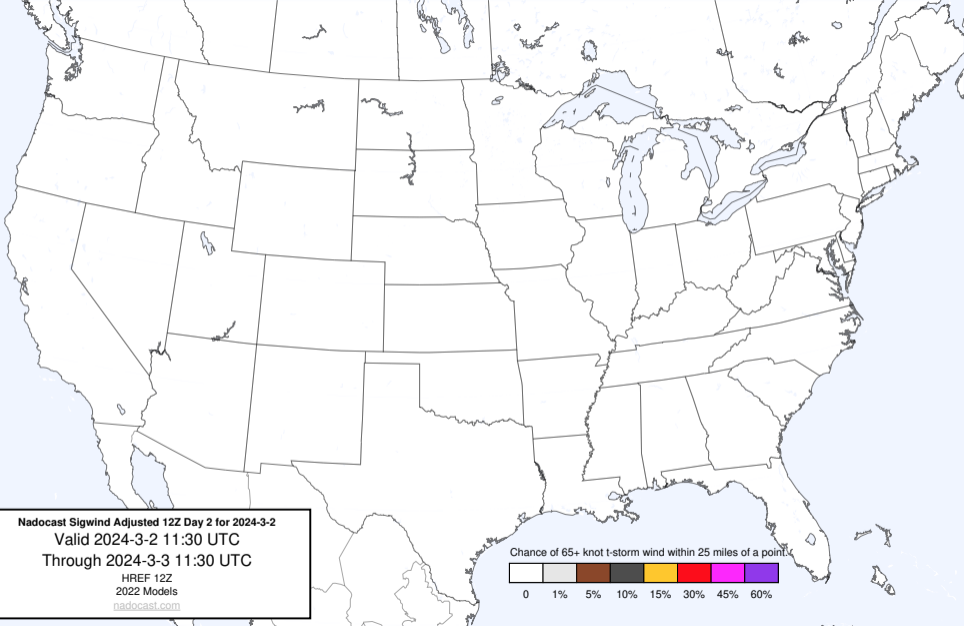 Nadocast Sigwind Adjusted 12Z Day 2 for 2024-3-2
Valid 2024-3-2 11:30 UTC
Through 2024-3-3 11:30 UTC
HREF 12Z
2022 Models
nadocast.com
Chance of 65+ knot t-storm wind within 25 miles of a point.
0 1% 5% 10% 15% 30% 45% 60%